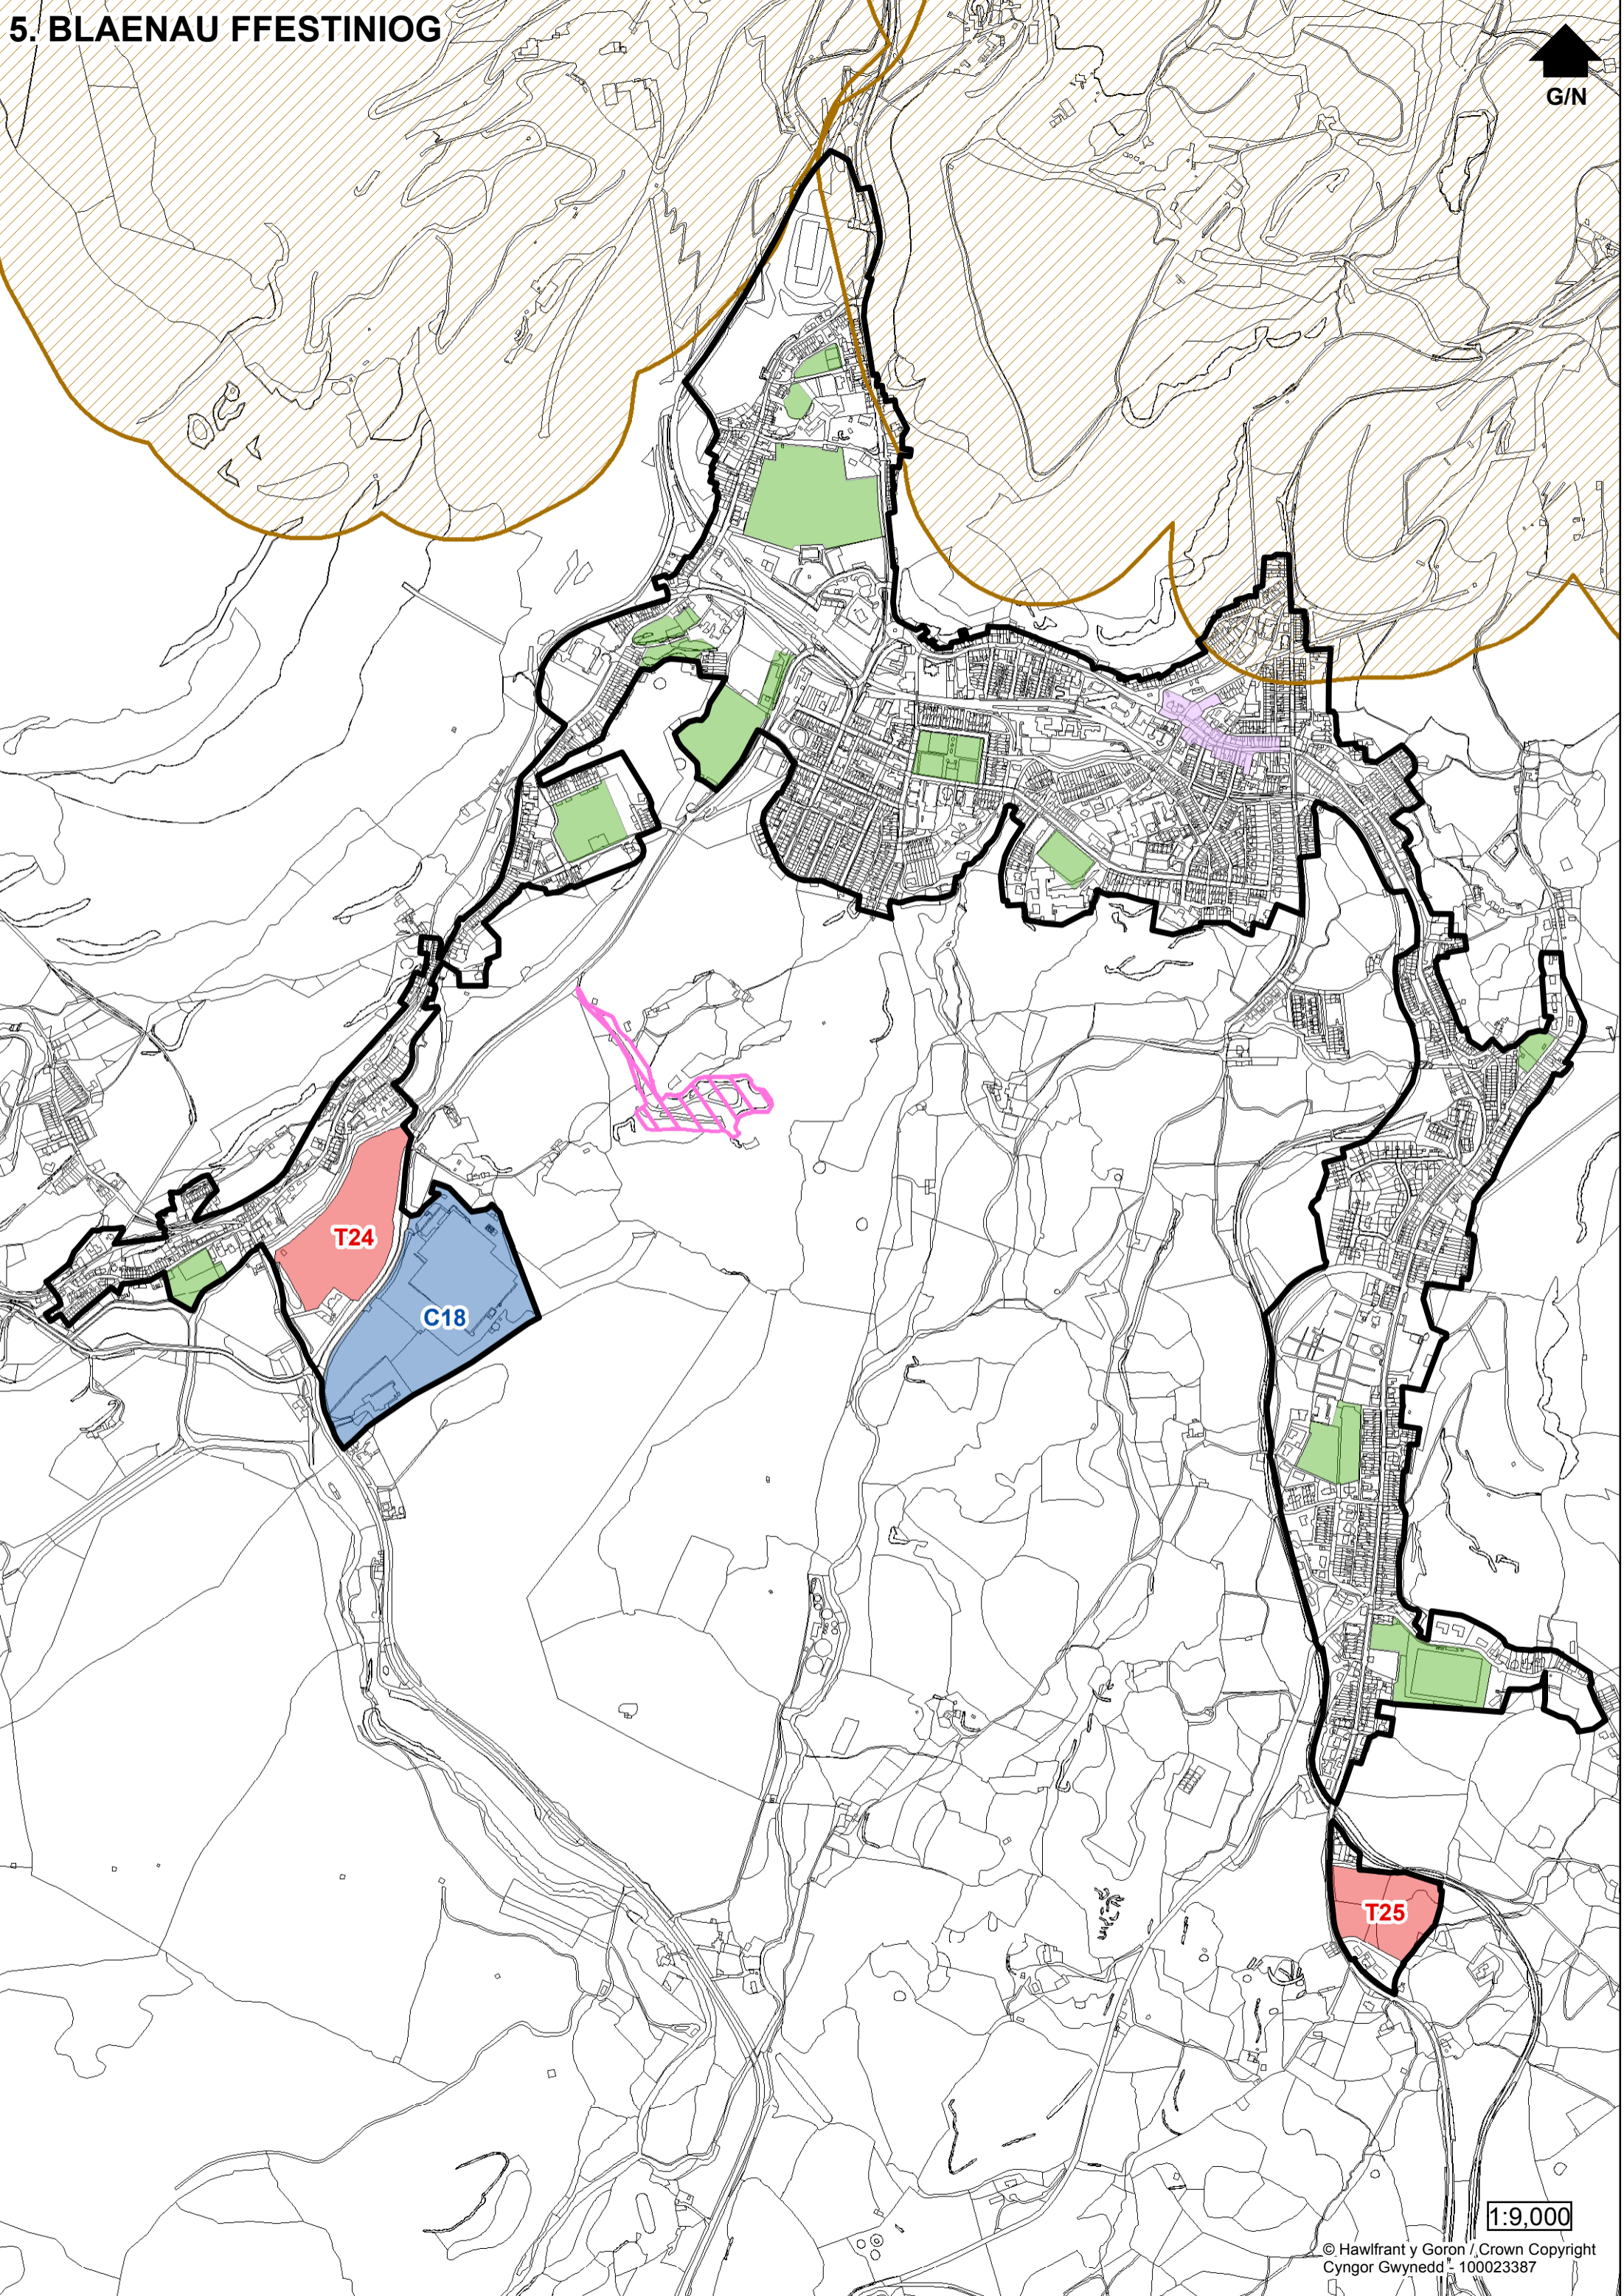 5. BLAENAU FFESTINIOG
G/N
T24
C18
T25
1:9,000
© Hawlfraint y Goron / Crown Copyright
Cyngor Gwynedd - 100023387